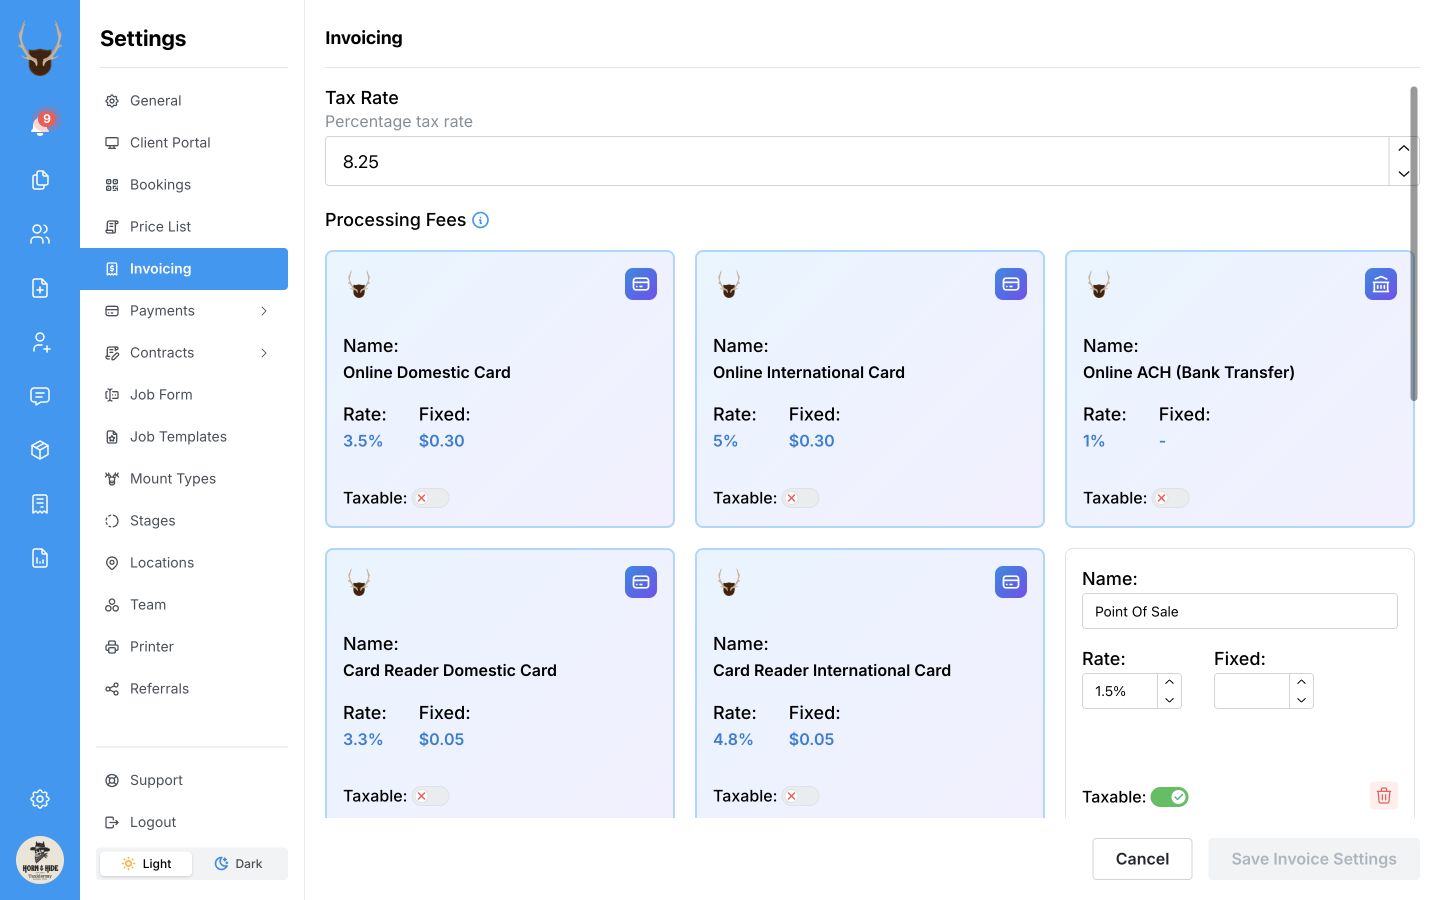 Settings
9
General
Client Portal
Bookings
Price List
Invoicing
Payments
Contracts
Job Form
Job Templates
Mount Types
Stages
Locations
Team
Printer
Referrals
Support
Logout
Light
Dark
HORN & HIDE
Taxidermy
Invoicing
Tax Rate
Percentage tax rate
8.25
Processing Fees
Name:
Online Domestic Card
Rate: Fixed:
3.5% $0.30
Taxable:
Name:
Online International Card
Rate: Fixed:
5% $0.30
Taxable:
Name:
Online ACH (Bank Transfer)
Rate: Fixed:
1% -
Taxable:
Name:
Card Reader Domestic Card
Rate: Fixed:
3.3% $0.05
Taxable:
Name:
Card Reader International Card
Rate: Fixed:
4.8% $0.05
Taxable:
Name:
Point Of Sale
Rate: Fixed:
1.5%
Taxable:
Cancel
Save Invoice Settings